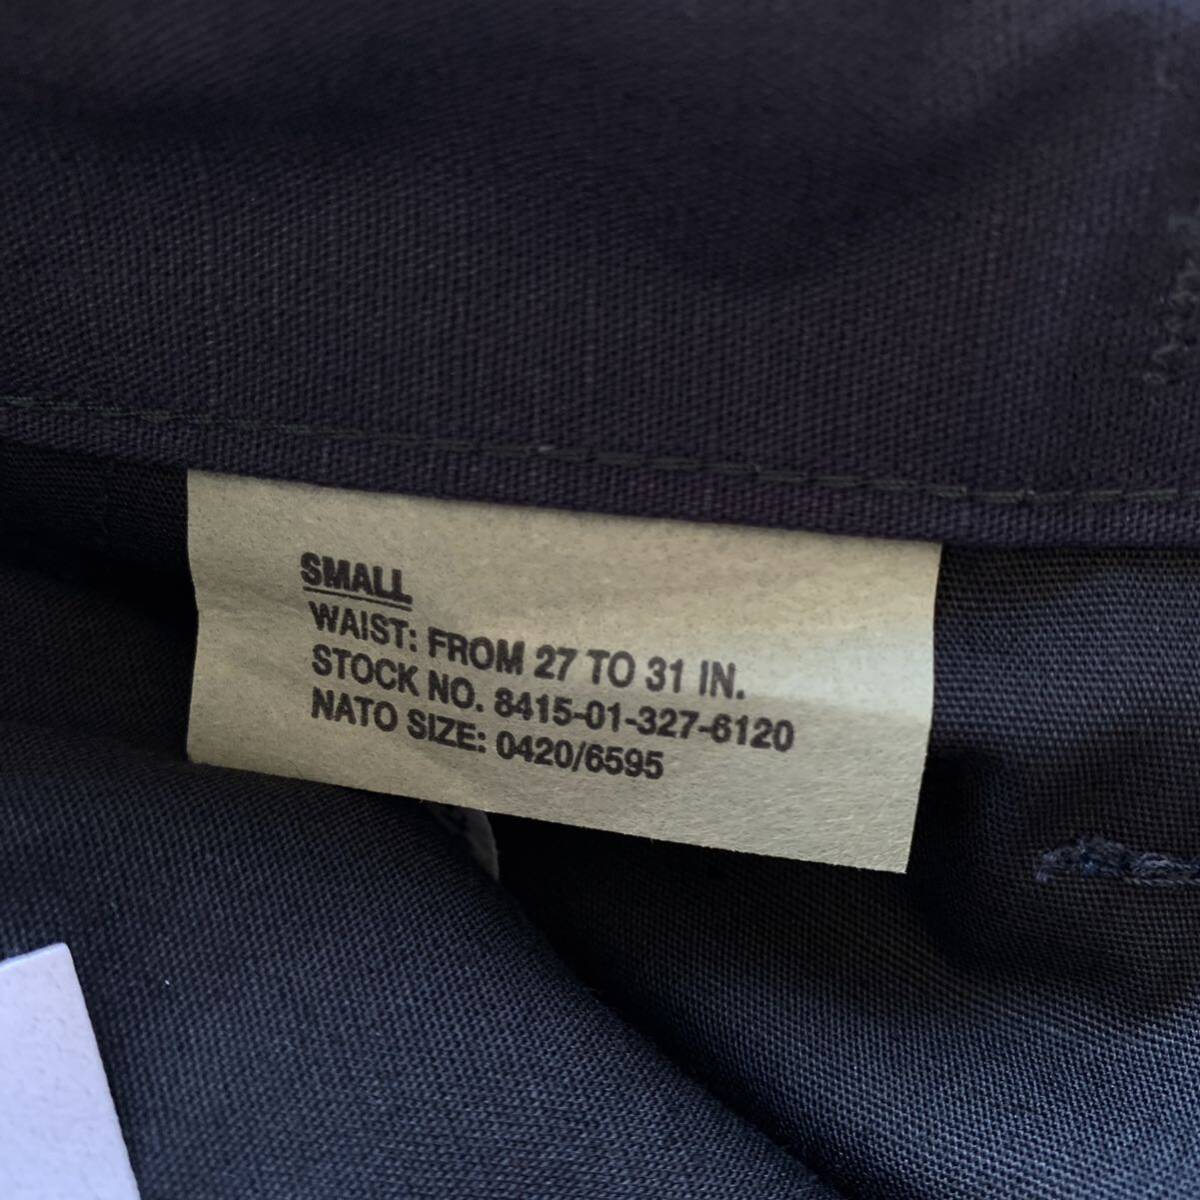 SMALL
WAIST: FROM 27 TO 31 IN.
STOCK NO. 8415-01-327-6120
NATO SIZE: 0420/6595